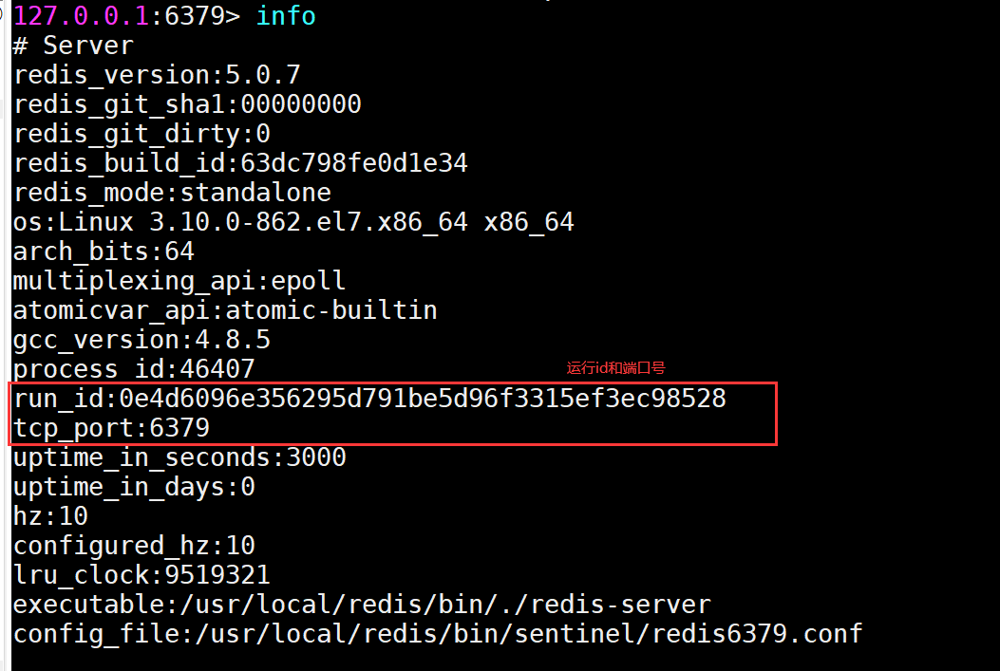 127.0.0.1:6379> info
# Server
redis_version:5.0.7
redis_git_sha1:00000000
redis_git_dirty:0
redis_build_id:63dc798fe0d1e34
redis_mode:standalone
os:Linux 3.10.0-862.el7.x86_64 x86_64
arch_bits:64
multiplexing_api:epoll
atomicvar_api:atomic-builtin
gcc_version:4.8.5
process_id:46407
运行id和端口号
run_id:0e4d6096e356295d791be5d96f3315ef3ec98528
tcp_port:6379
uptime_in_seconds:3000
uptime_in_days:0
hz:10
configured_hz:10
lru_clock:9519321
executable:/usr/local/redis/bin/./redis-server
config_file:/usr/local/redis/bin/sentinel/redis6379.conf